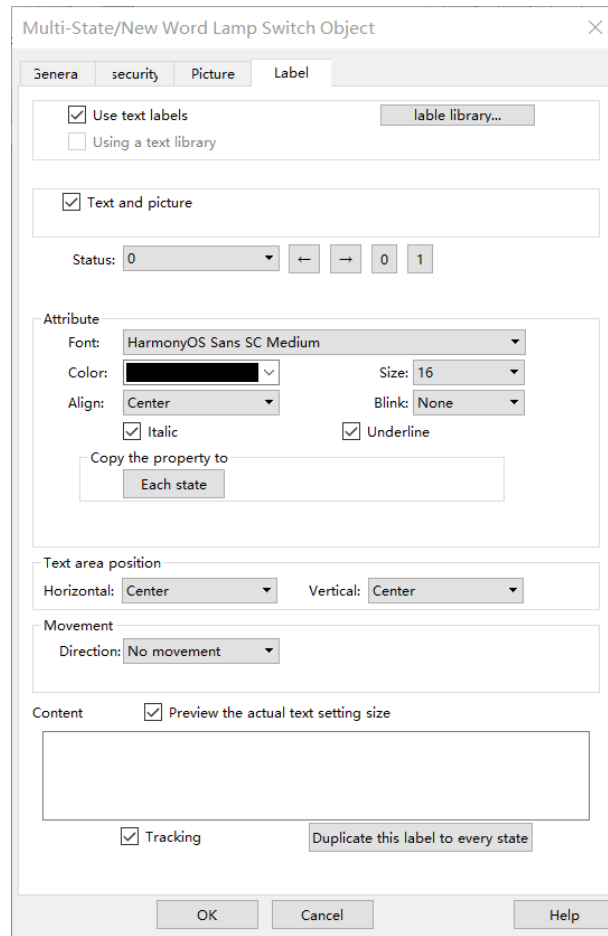 Multi-State/New Word Lamp Switch Object
Genera security Picture Label
Use text labels lable library...
Using a text library
Text and picture
Status: 0 ← → 0 1
Attribute
Font: HarmonyOS Sans SC Medium
Color: Size: 16
Align: Center Blink: None
Italic Underline
Copy the property to
Each state
Text area position
Horizontal: Center Vertical: Center
Movement
Direction: No movement
Content Preview the actual text setting size
Tracking Duplicate this label to every state
OK Cancel Help